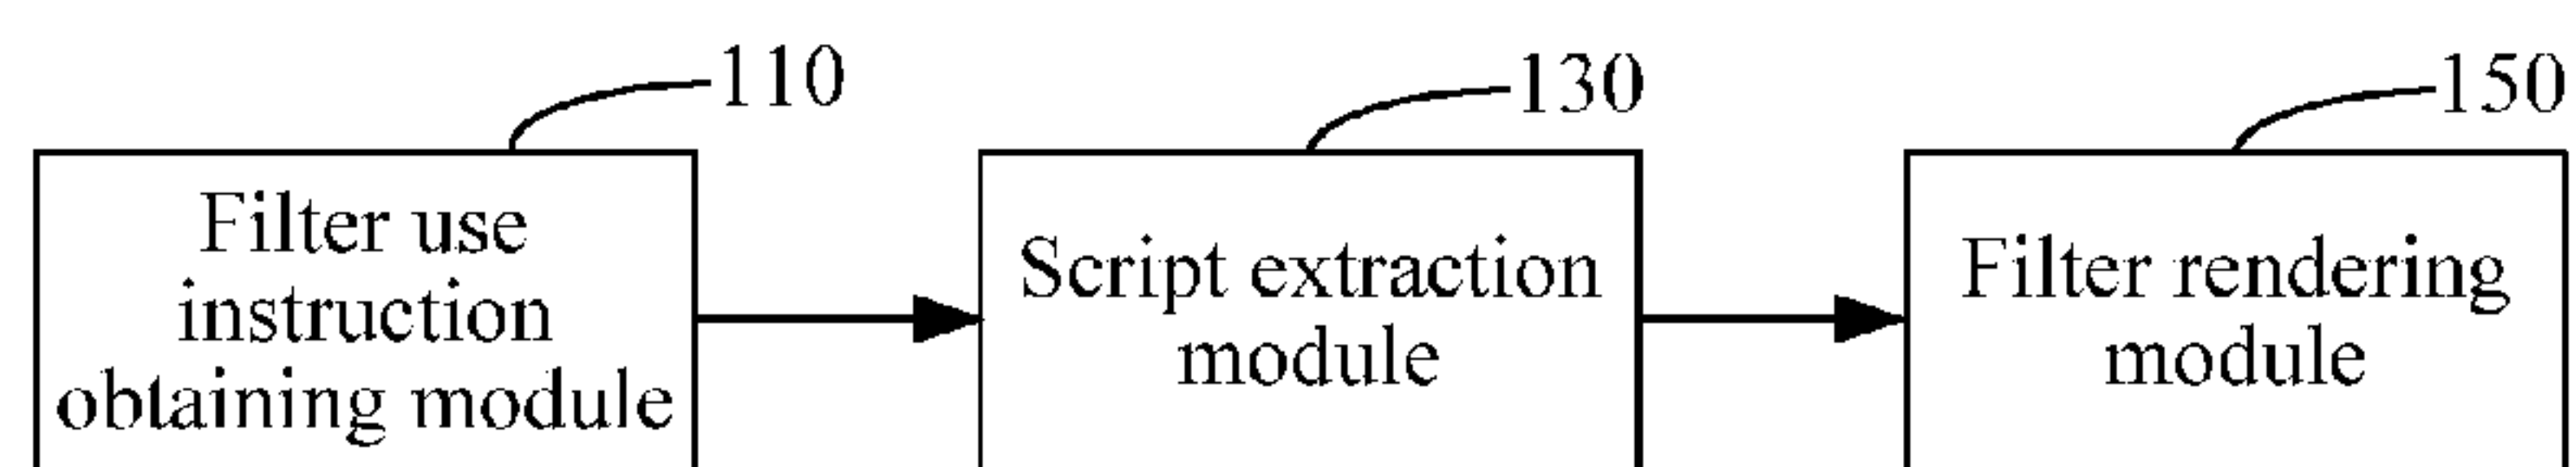 110
130
150
Filter use
instruction
obtaining module
Script extraction
module
Filter rendering
module